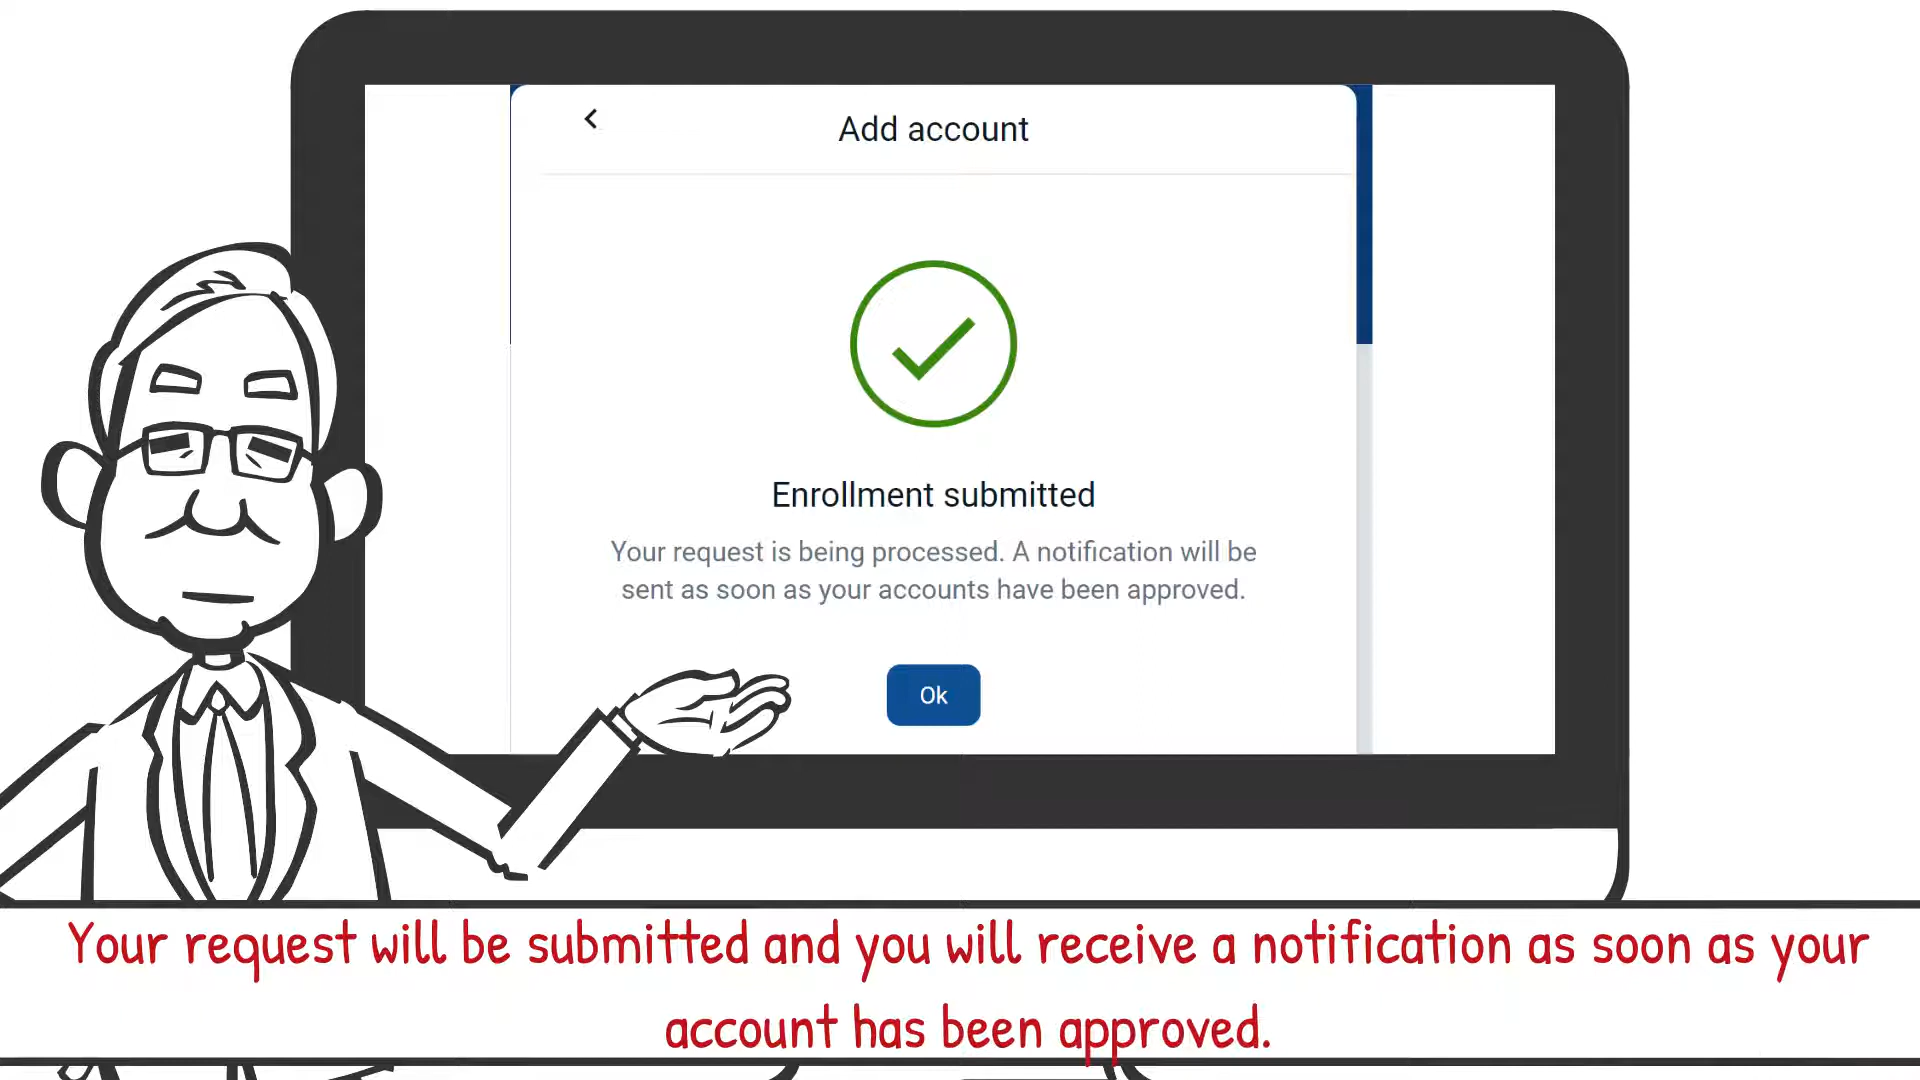 Add account
Enrollment submitted
Your request is being processed. A notification will be
sent as soon as your accounts have been approved.
Ok
Your request will be submitted and you will receive a notification as soon as your
account has been approved.